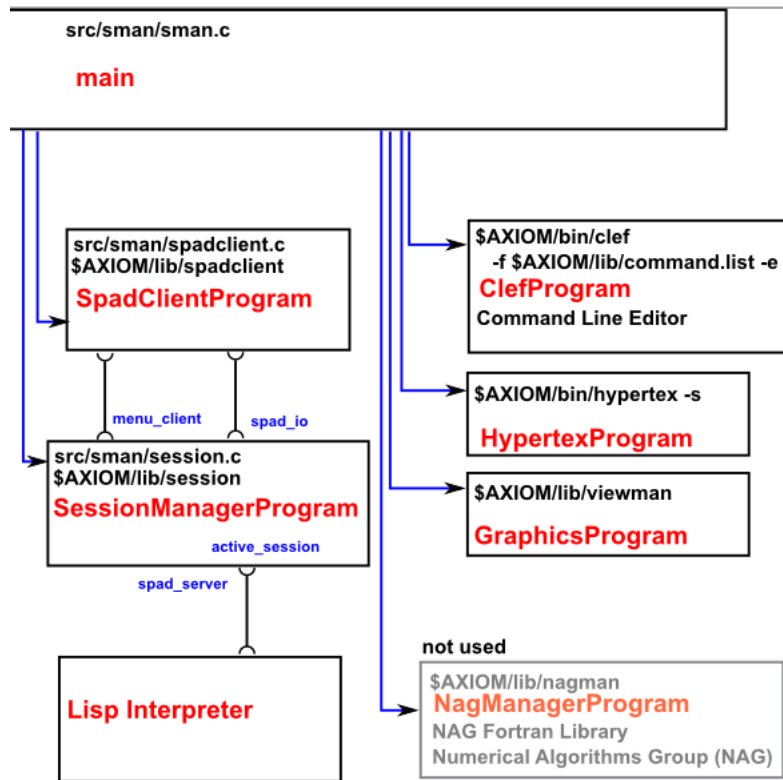 src/sman/sman.c
main
src/sman/spadclient.c
$AXIOM/lib/spadclient
SpadClientProgram
menu_client
spad_io
src/sman/session.c
$AXIOM/lib/session
SessionManagerProgram
active_session
spad_server
Lisp Interpreter
$AXIOM/bin/clef
-f $AXIOM/lib/command.list -e
ClefProgram
Command Line Editor
$AXIOM/bin/hypertex -s
HypertexProgram
$AXIOM/lib/viewman
GraphicsProgram
not used
$AXIOM/lib/nagman
NagManagerProgram
NAG Fortran Library
Numerical Algorithms Group (NAG)